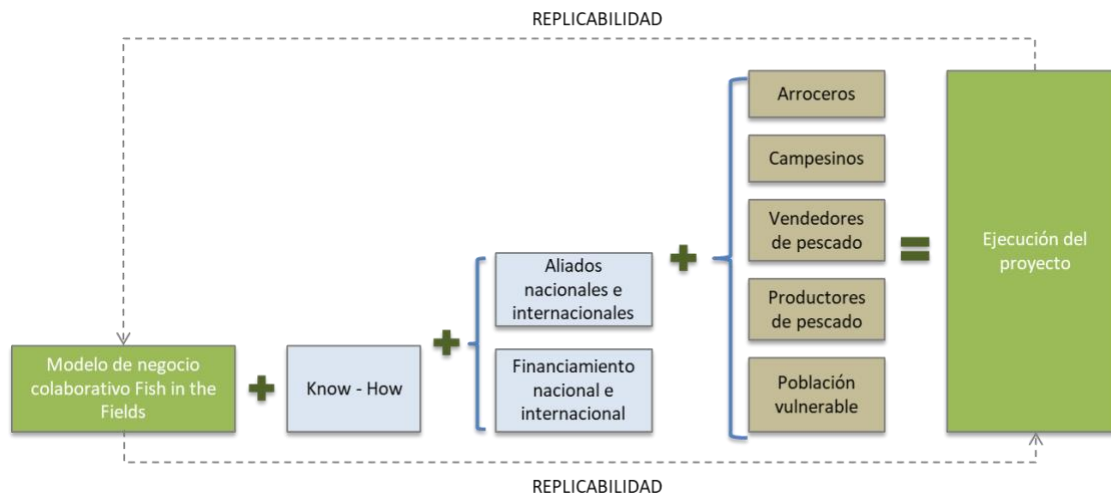 REPLICABILIDAD
Modelo de negocio
colaborativo Fish in the
Fields
Know - How
Aliados
nacionales e
internacionales
Financiamiento
nacional e
internacional
Arroceros
Campesinos
Vendedores
de pescado
Productores
de pescado
Población
vulnerable
Ejecución del
proyecto
REPLICABILIDAD